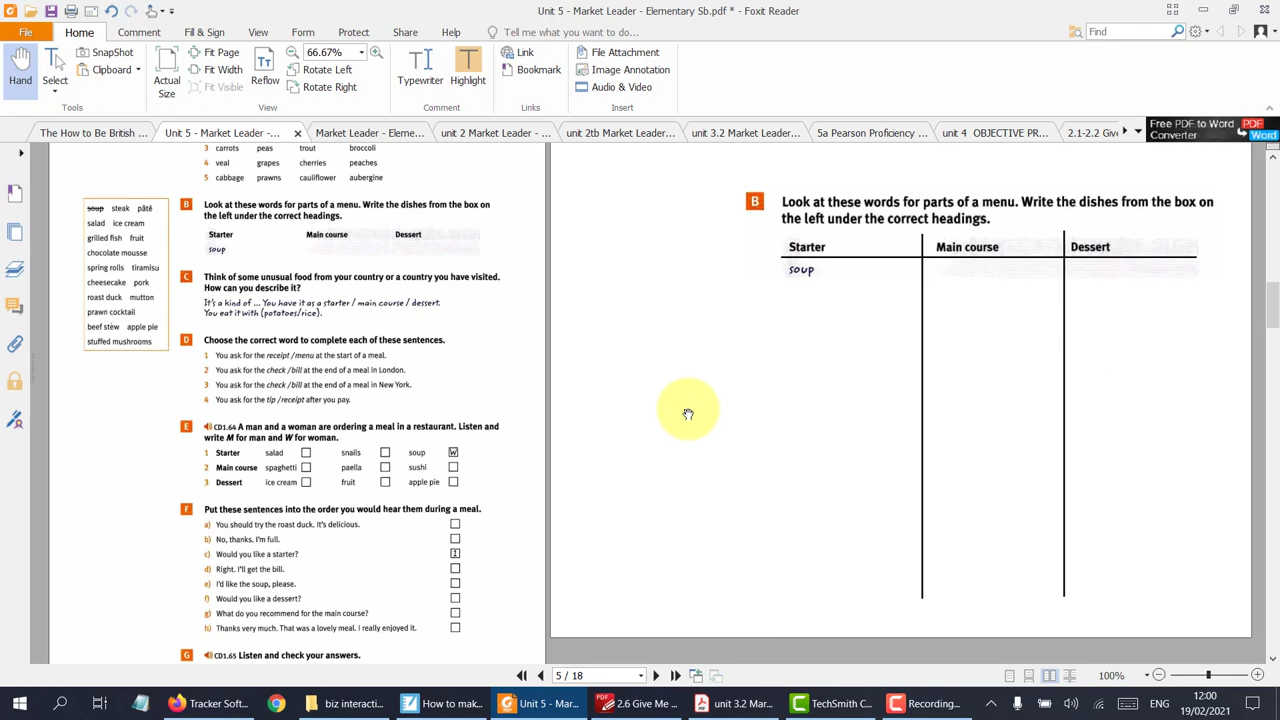 Unit 5 - Market Leader - Elementary Sb.pdf * - Foxit Reader
File Home Comment Fill & Sign View Form Protect Share Help Tell me what you want to do... Find
Hand
Select
SnapShot
Clipboard
Actual Size
Fit Page
Fit Width
Fit Visible
Reflow
66.67%
Rotate Left
Rotate Right
Typewriter
Highlight
Link
Bookmark
File Attachment
Image Annotation
Audio & Video
Tools View Comment Links Insert
The How to Be British ... Unit 5 - Market Leader -... Market Leader - Eleme... unit 2 Market Leader - ... unit 2tb Market Leader... unit 3.2 Market Leader... 5a Pearson Proficiency ... unit 4 OBJECTIVE PR... 2.1-2.2 Give
Free PDF to Word Converter
PDF Word
3 carrots peas trout broccoli
4 veal grapes cherries peaches
5 cabbage prawns cauliflower aubergine
soup steak pâté
salad ice cream
grilled fish fruit
chocolate mousse
spring rolls tiramisu
cheesecake pork
roast duck mutton
prawn cocktail
beef stew apple pie
stuffed mushrooms
B Look at these words for parts of a menu. Write the dishes from the box on
the left under the correct headings.
Starter Main course Dessert
soup
C Think of some unusual food from your country or a country you have visited.
How can you describe it?
It's a kind of ... You have it as a starter / main course / dessert.
You eat it with (potatoes/rice).
D Choose the correct word to complete each of these sentences.
1 You ask for the receipt /menu at the start of a meal.
2 You ask for the check /bill at the end of a meal in London.
3 You ask for the check /bill at the end of a meal in New York.
4 You ask for the tip /receipt after you pay.
E CD1.64 A man and a woman are ordering a meal in a restaurant. Listen and
write M for man and W for woman.
1 Starter salad snails soup W
2 Main course spaghetti paella sushi
3 Dessert ice cream fruit apple pie
F Put these sentences into the order you would hear them during a meal.
a) You should try the roast duck. It's delicious.
b) No, thanks. I'm full.
c) Would you like a starter? 1
d) Right. I'll get the bill.
e) I'd like the soup, please.
f) Would you like a dessert?
g) What do you recommend for the main course?
h) Thanks very much. That was a lovely meal. I really enjoyed it.
G CD1.65 Listen and check your answers.
B Look at these words for parts of a menu. Write the dishes from the box on
the left under the correct headings.
Starter Main course Dessert
soup
5 / 18
100%
Tracker Soft... biz interacti... How to mak... Unit 5 - Mar... 2.6 Give Me ... unit 3.2 Mar... TechSmith C... Recording...
12:00
19/02/2021